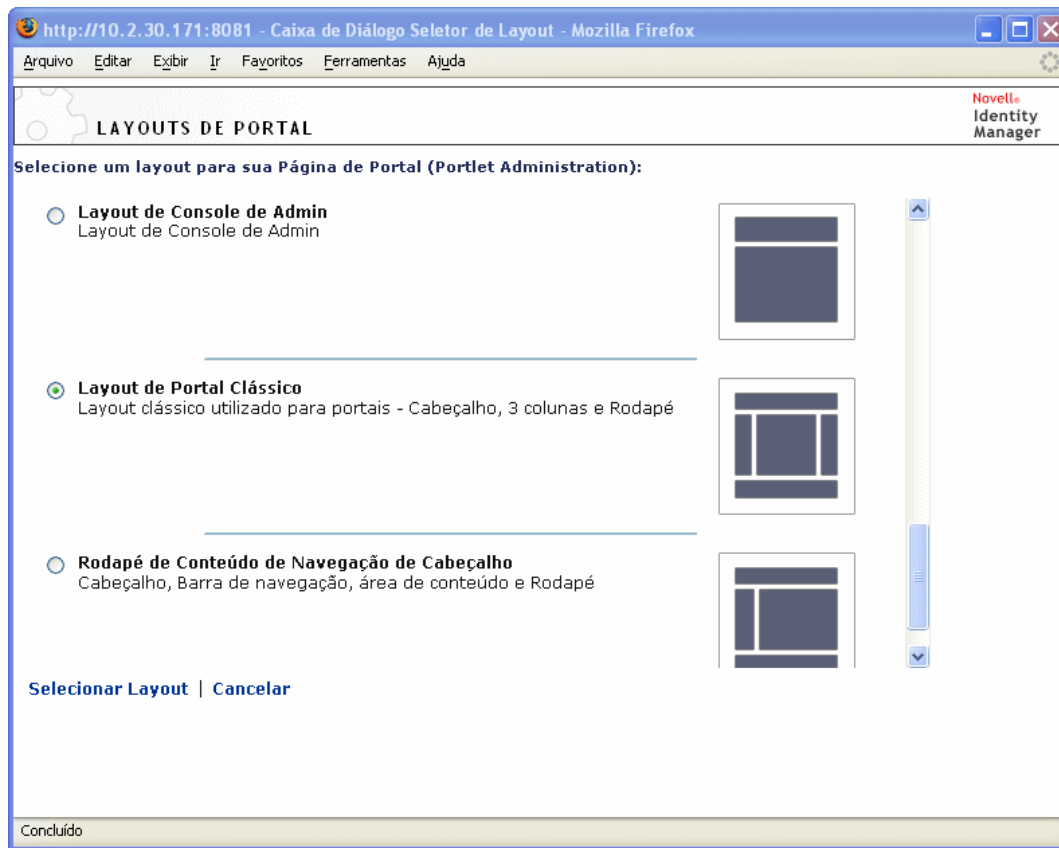 http://10.2.30.171:8081 - Caixa de Diálogo Seletor de Layout - Mozilla Firefox
Arquivo Editar Exibir Ir Favoritos Ferramentas Ajuda
LAYOUTS DE PORTAL
Novell®
Identity
Manager
Selecione um layout para sua Página de Portal (Portlet Administration):
Layout de Console de Admin
Layout de Console de Admin
Layout de Portal Clássico
Layout clássico utilizado para portais - Cabeçalho, 3 colunas e Rodapé
Rodapé de Conteúdo de Navegação de Cabeçalho
Cabeçalho, Barra de navegação, área de conteúdo e Rodapé
Selecionar Layout | Cancelar
Concluído